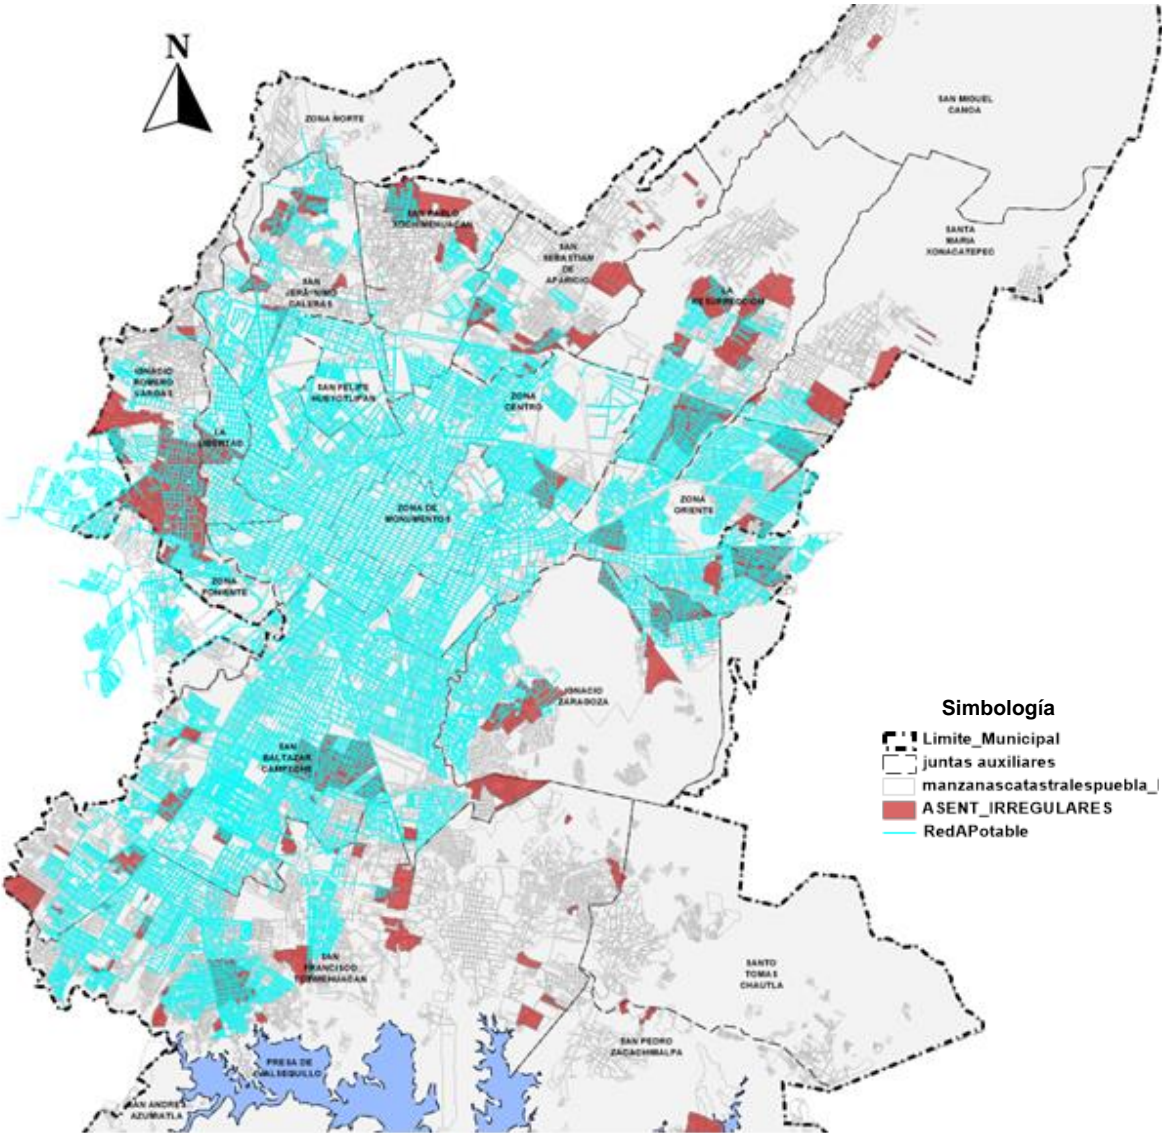 N
ZONA NORTE
SAN MIGUEL
CANOA
SAN PABLO
XOCHIMEHUACAN
SANTA
MARIA
XONACATEPEC
SAN
SEBASTIAN
DE
APARICIO
SAN
CALERAS
LA
RESURRECCION
IGNACIO
ROMERO
VARGAS
SAN FELIPE
HUEYOTLIPAN
ZONA
CENTRO
LA
LIBERTAD
ZONA DE
MONUMENTOS
ZONA
ORIENTE
ZONA
PONIENTE
IGNACIO
ZARAGOZA
Simbología
Limite_Municipal
juntas auxiliares
manzanascatastralespuebla_
ASENT_IRREGULARES
RedAPotable
SAN
BALTAZAR
CAMPECHE
SAN
FRANCISCO
TOTIMEHUACAN
SANTO
TOMAS
CHAUTLA
SAN PEDRO
ZACACHIMALPA
PRESA DE
VALSEQUILLO
SAN ANDRES
AZUMIATLA